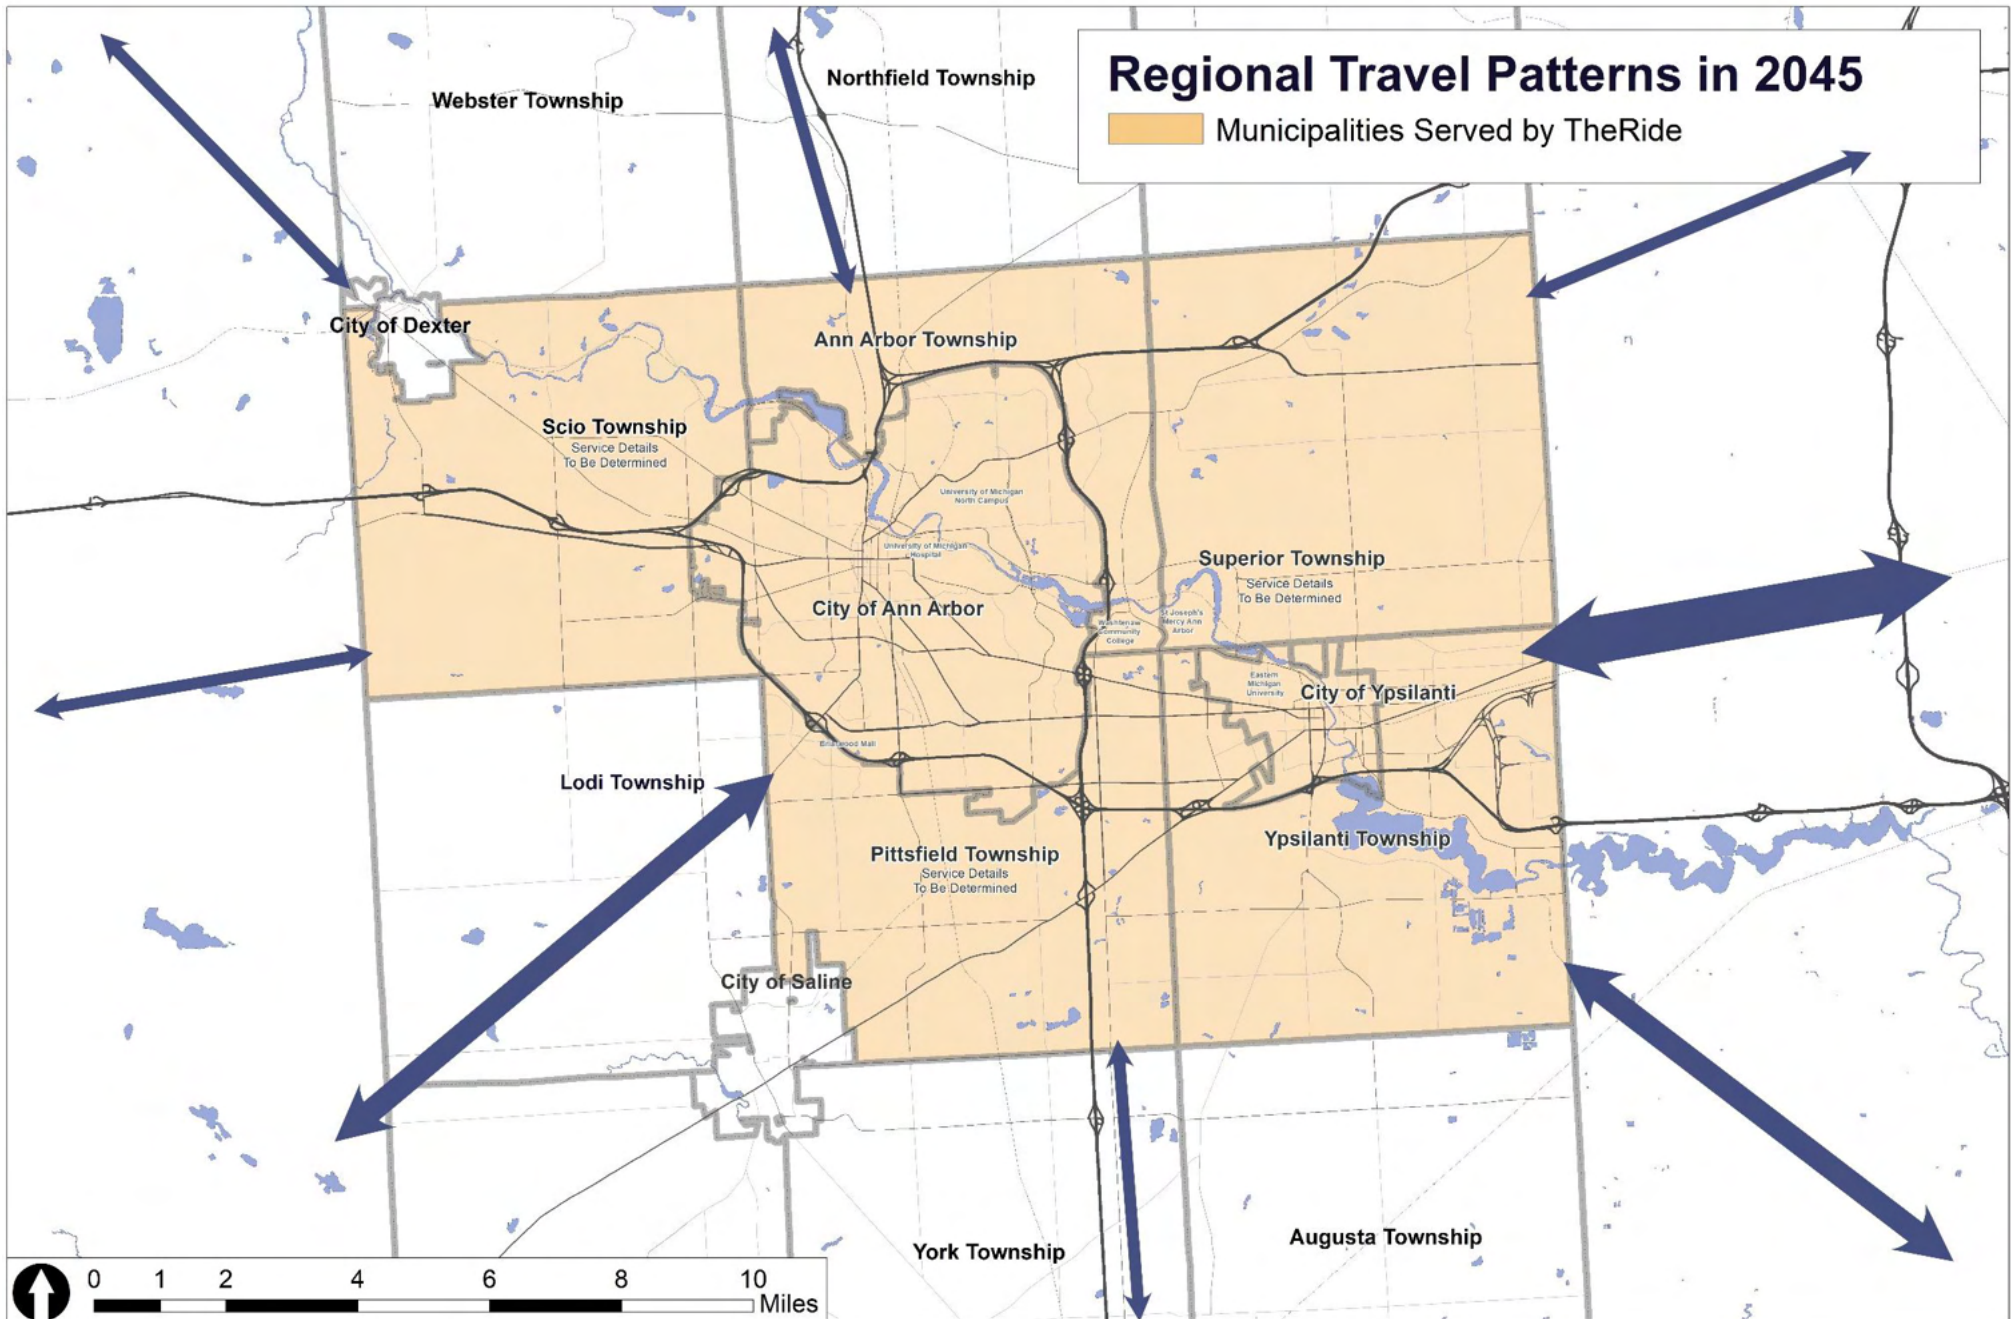 Regional Travel Patterns in 2045
Municipalities Served by TheRide
Northfield Township
Webster Township
City of Dexter
Ann Arbor Township
Scio Township
Service Details
To Be Determined
University of Michigan
North Campus
University of Michigan
Hospital
Superior Township
Service Details
To Be Determined
City of Ann Arbor
St Joseph's
Mercy Ann
Arbor
Washtenaw
Community
College
Eastern
Michigan
University
City of Ypsilanti
Briarwood Mall
Lodi Township
Ypsilanti Township
Pittsfield Township
Service Details
To Be Determined
City of Saline
York Township
Augusta Township
0 1 2 4 6 8 10
Miles